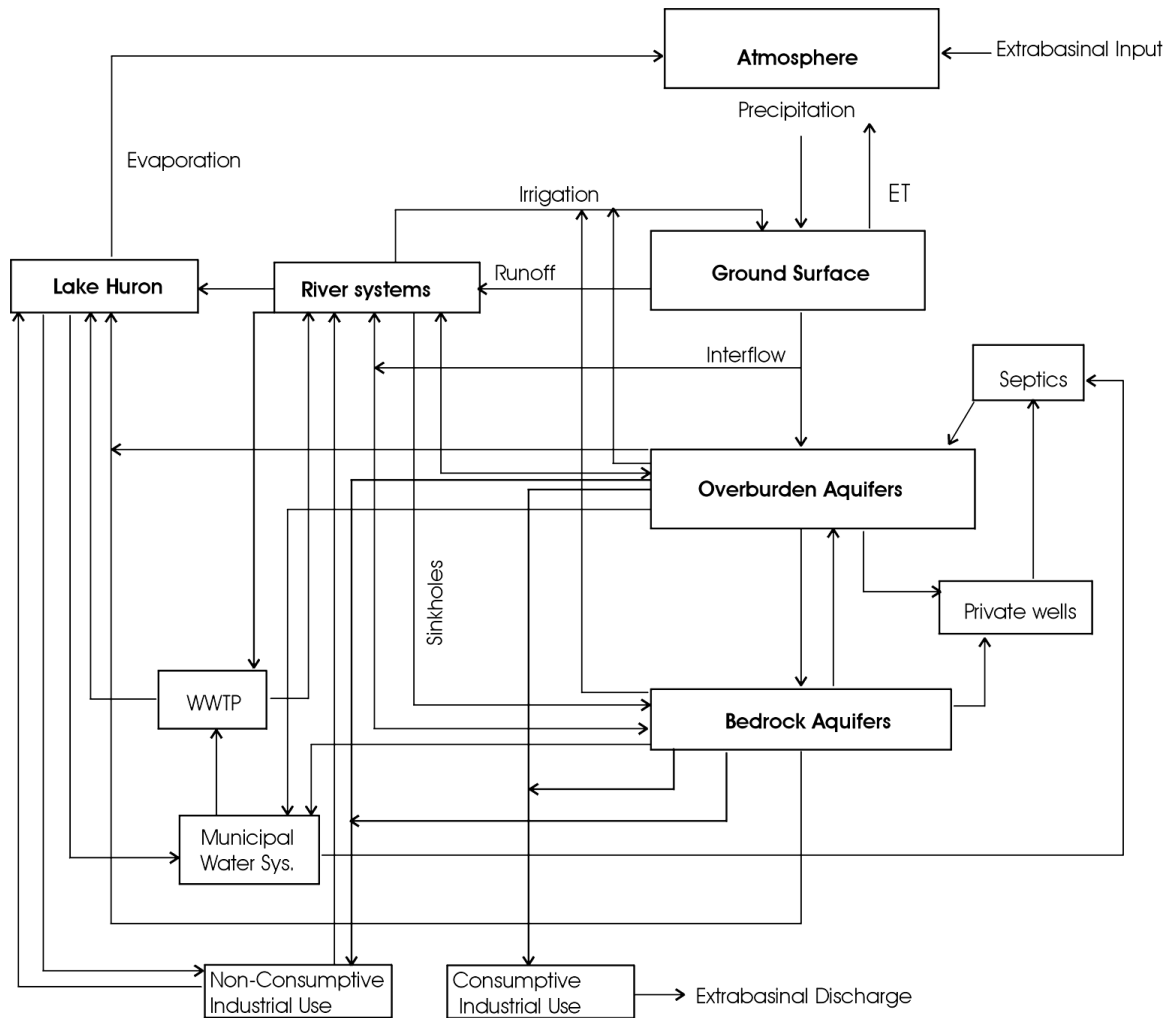 Atmosphere
Extrabasinal Input
Precipitation
Evaporation
Irrigation
ET
Lake Huron
River systems
Runoff
Ground Surface
Interflow
Septics
Overburden Aquifers
Sinkholes
Private wells
WWTP
Bedrock Aquifers
Municipal
Water Sys.
Non-Consumptive
Industrial Use
Consumptive
Industrial Use
Extrabasinal Discharge